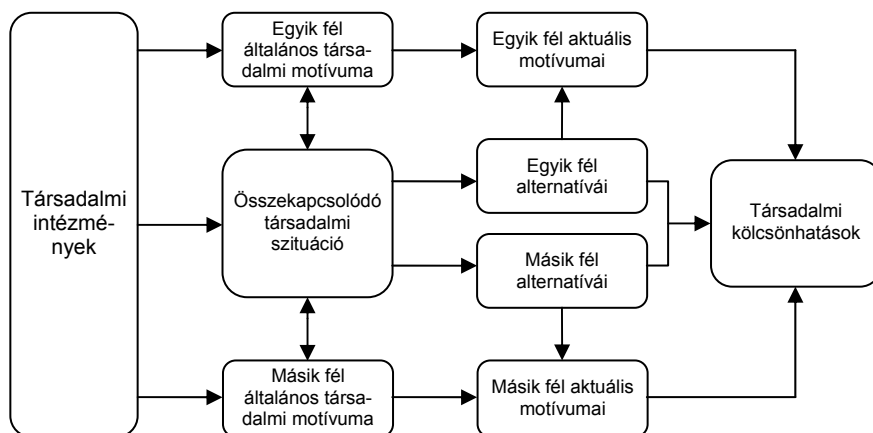 Társadalmi
intézmé-
nyek
Egyik fél
általános társa-
dalmi motívuma
Egyik fél aktuális
motívumai
Összekapcsolódó
társadalmi
szituáció
Egyik fél
alternatívái
Másik fél
alternatívái
Társadalmi
kölcsönhatások
Másik fél
általános társa-
dalmi motívuma
Másik fél aktuális
motívumai